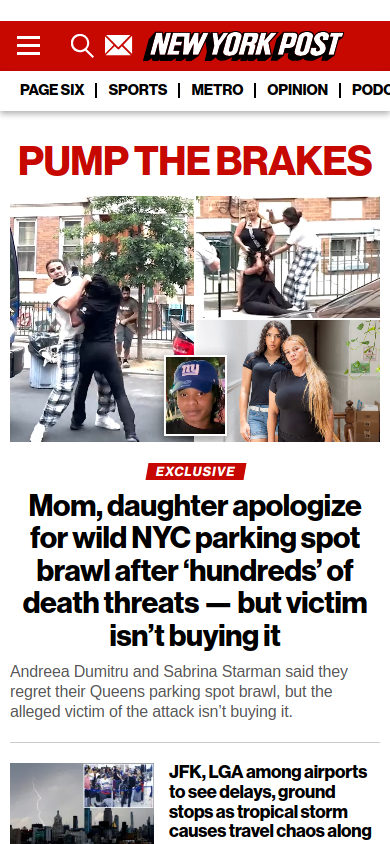 NEW YORK POST
PAGE SIX
SPORTS
METRO
OPINION
PODC
PUMP THE BRAKES
NY
EXCLUSIVE
Mom, daughter apologize
for wild NYC parking spot
brawl after ‘hundreds’ of
death threats — but victim
isn’t buying it
Andreea Dumitru and Sabrina Starman said they
regret their Queens parking spot brawl, but the
alleged victim of the attack isn’t buying it.
JFK, LGA among airports
to see delays, ground
stops as tropical storm
causes travel chaos along